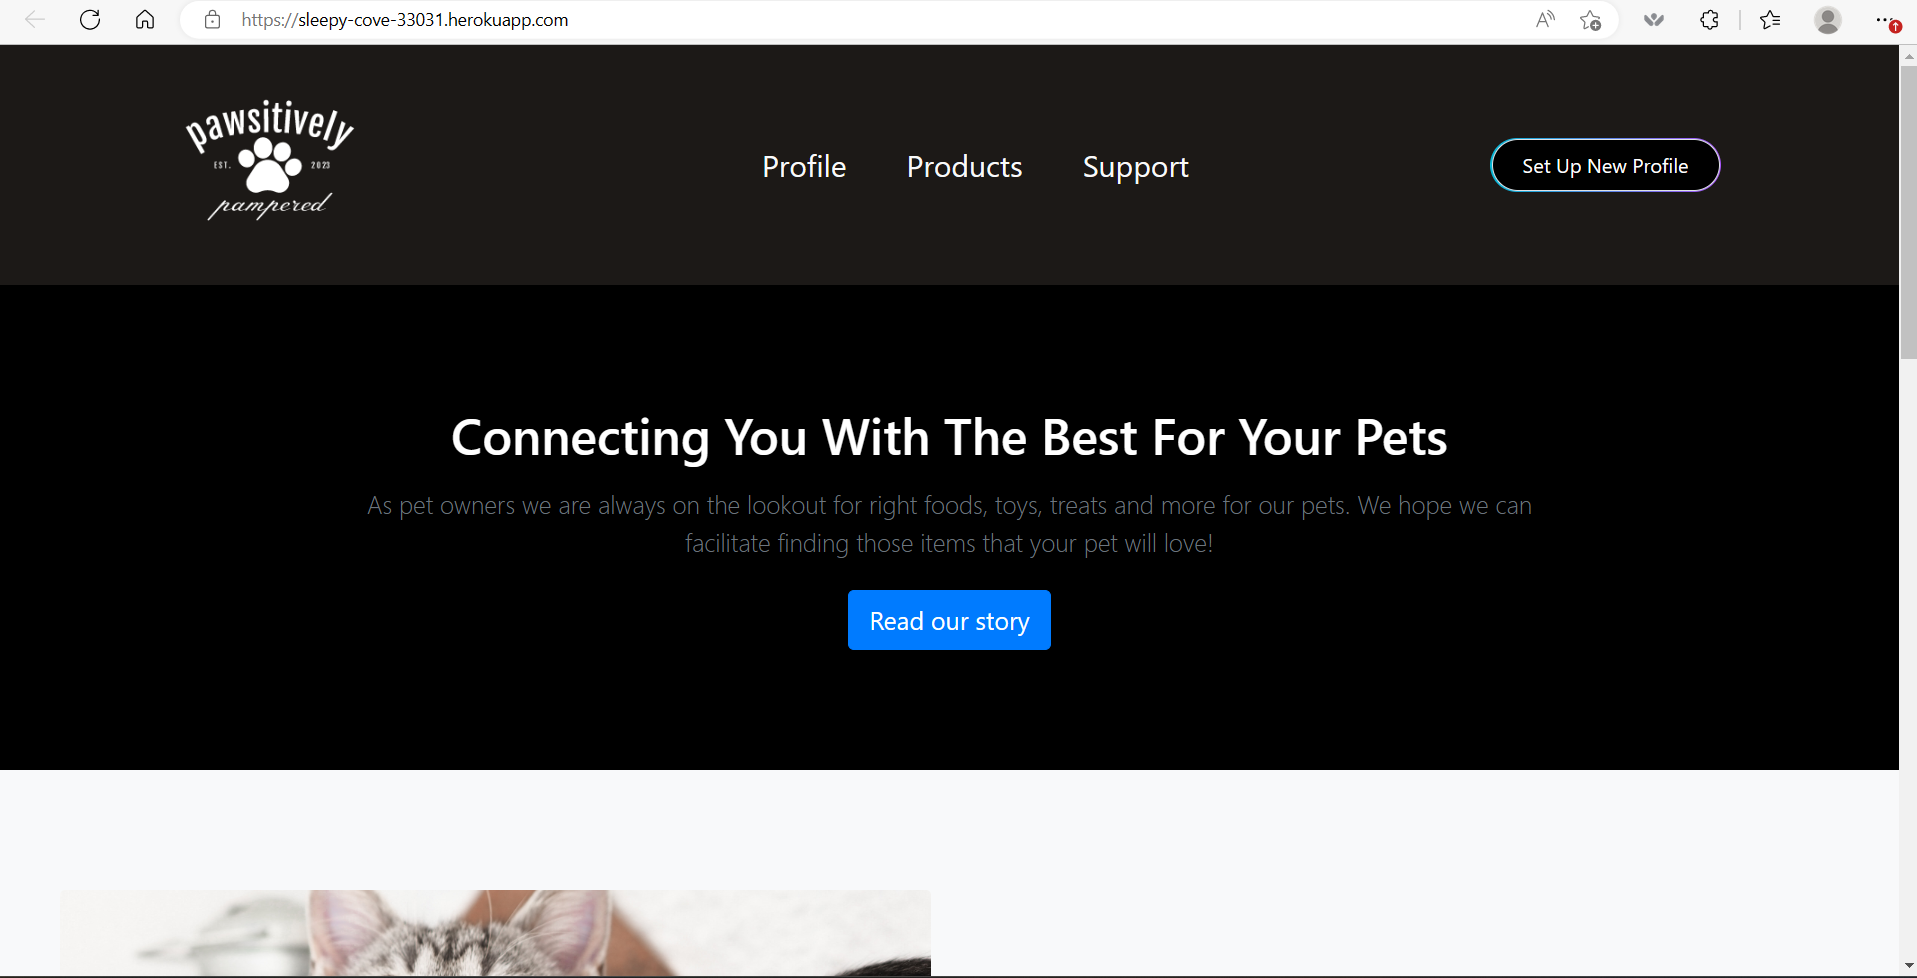 https://sleepy-cove-33031.herokuapp.com
pawsitively
EST. 2023
pampered
Profile Products Support
Set Up New Profile
Connecting You With The Best For Your Pets
As pet owners we are always on the lookout for right foods, toys, treats and more for our pets. We hope we can
facilitate finding those items that your pet will love!
Read our story